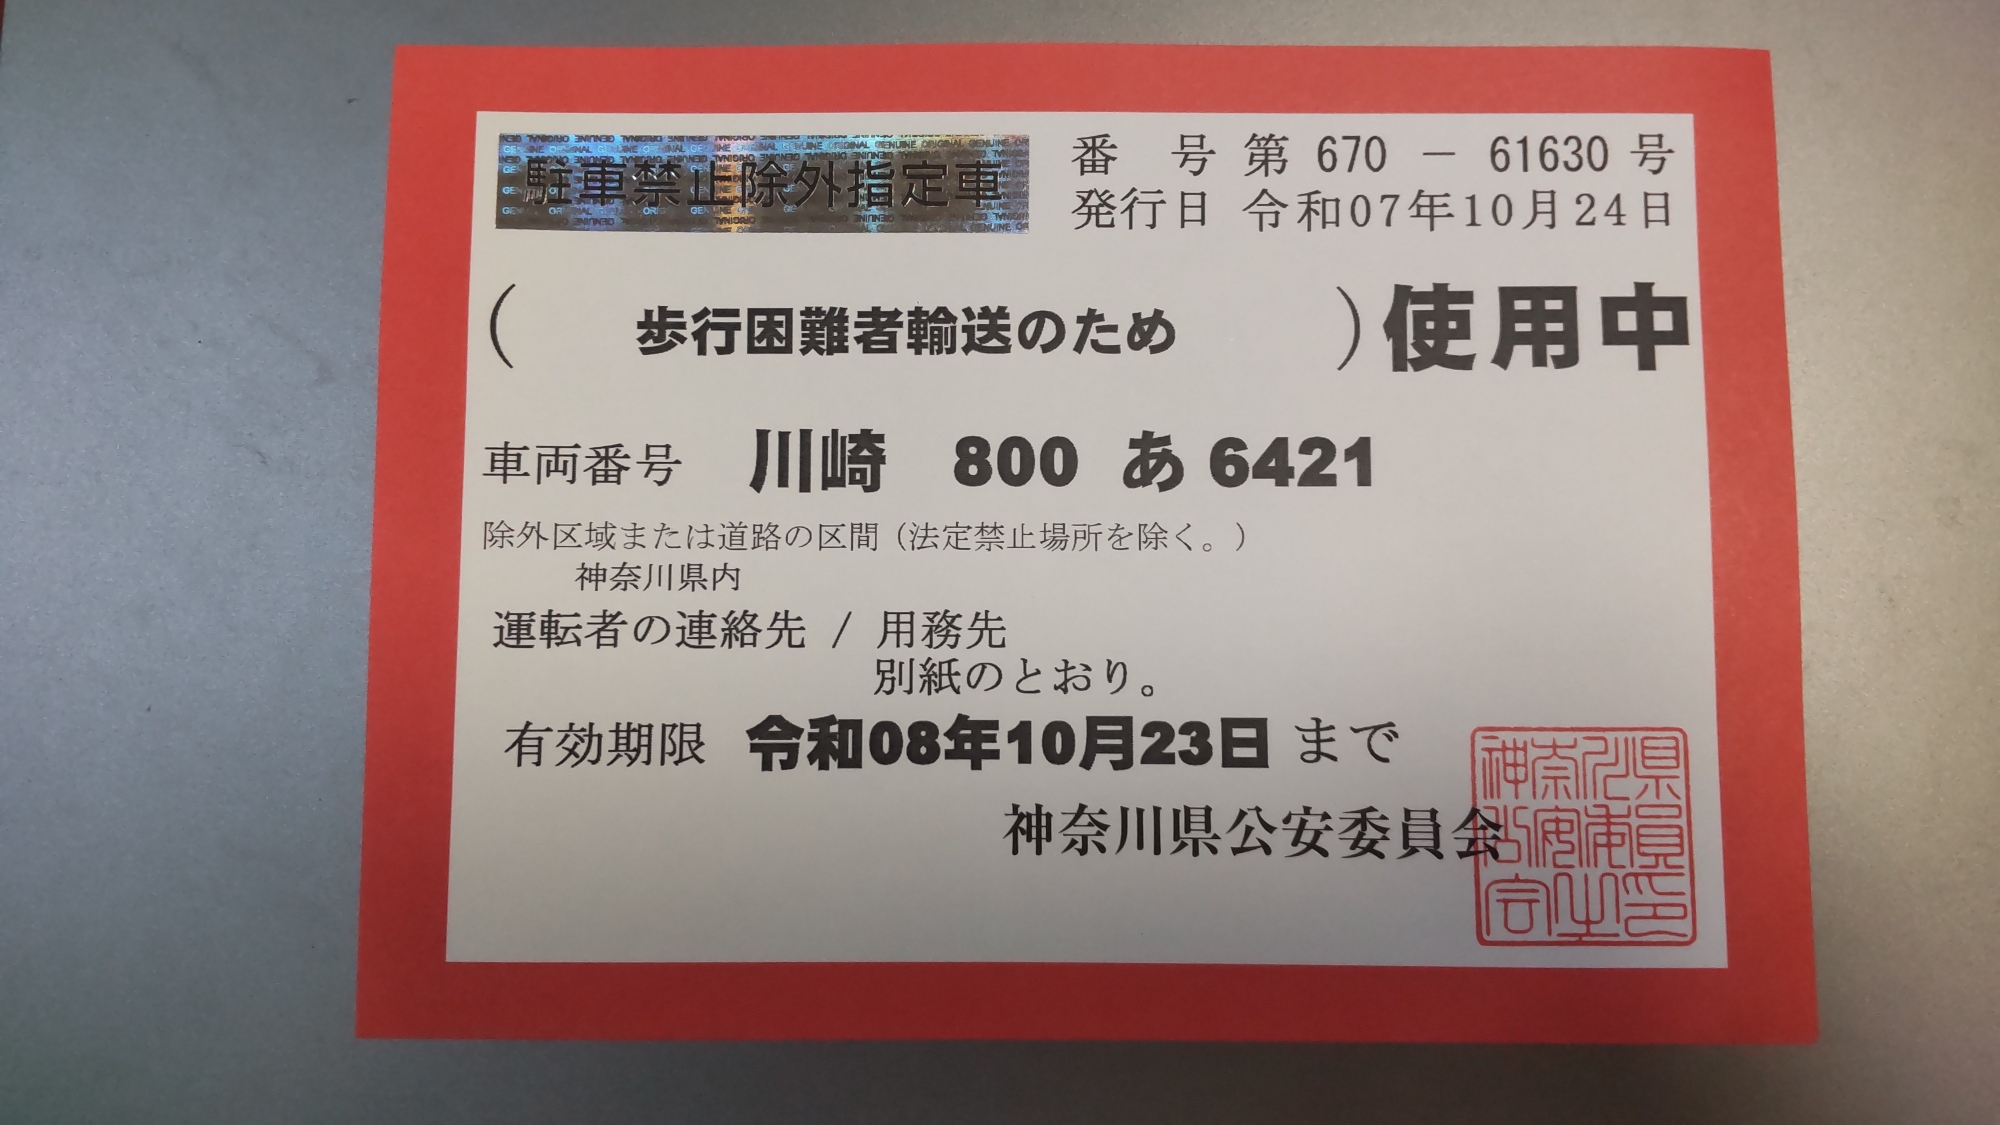 駐車禁止除外指定車
番　号 第 670 － 61630 号
発行日 令和07年10月24日
（　歩行困難者輸送のため　）使用中
車両番号　川崎　800 あ 6421
除外区域または道路の区間（法定禁止場所を除く。）
神奈川県内
運転者の連絡先 / 用務先
別紙のとおり。
有効期限　令和08年10月23日 まで
神奈川県公安委員会